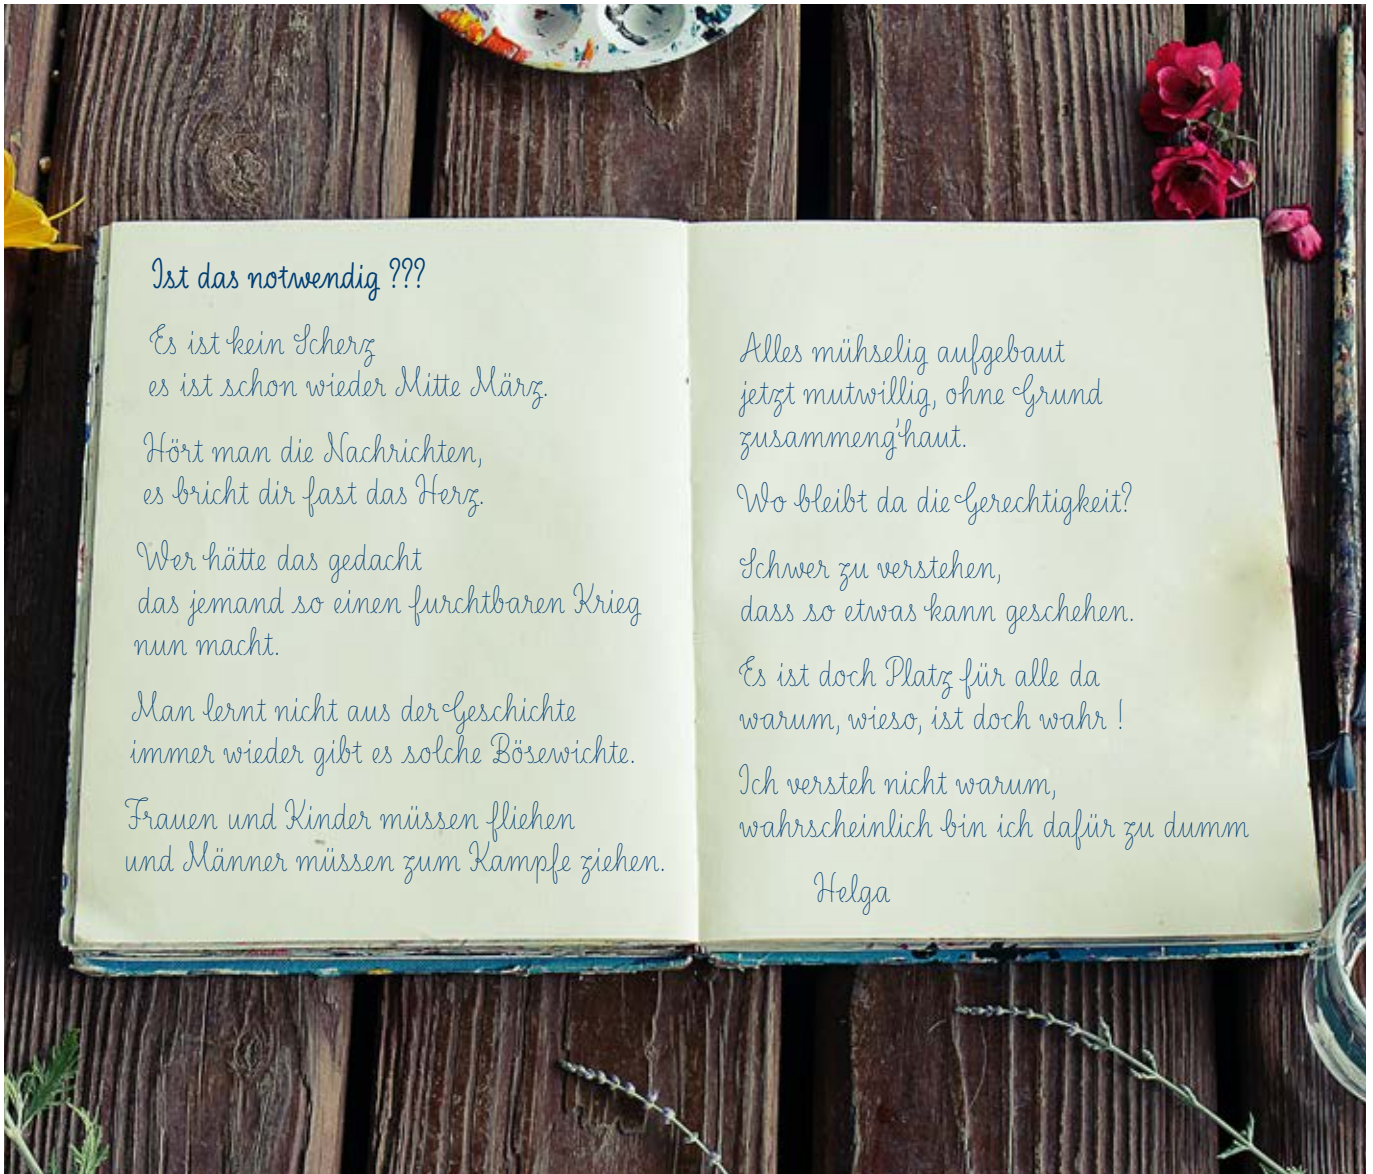 Ist das notwendig ???
Es ist kein Scherz
es ist schon wieder Mitte März.
Hört man die Nachrichten,
es bricht dir fast das Herz.
Wer hätte das gedacht
das jemand so einen furchtbaren Krieg
nun macht.
Man lernt nicht aus der Geschichte
immer wieder gibt es solche Bösewichte.
Frauen und Kinder müssen fliehen
und Männer müssen zum Kampfe ziehen.
Alles mühselig aufgebaut
jetzt mutwillig, ohne Grund
zusammeng'haut.
Wo bleibt da die Gerechtigkeit?
Schwer zu verstehen,
dass so etwas kann geschehen.
Es ist doch Platz für alle da
warum, wieso, ist doch wahr !
Ich versteh nicht warum,
wahrscheinlich bin ich dafür zu dumm
Helga